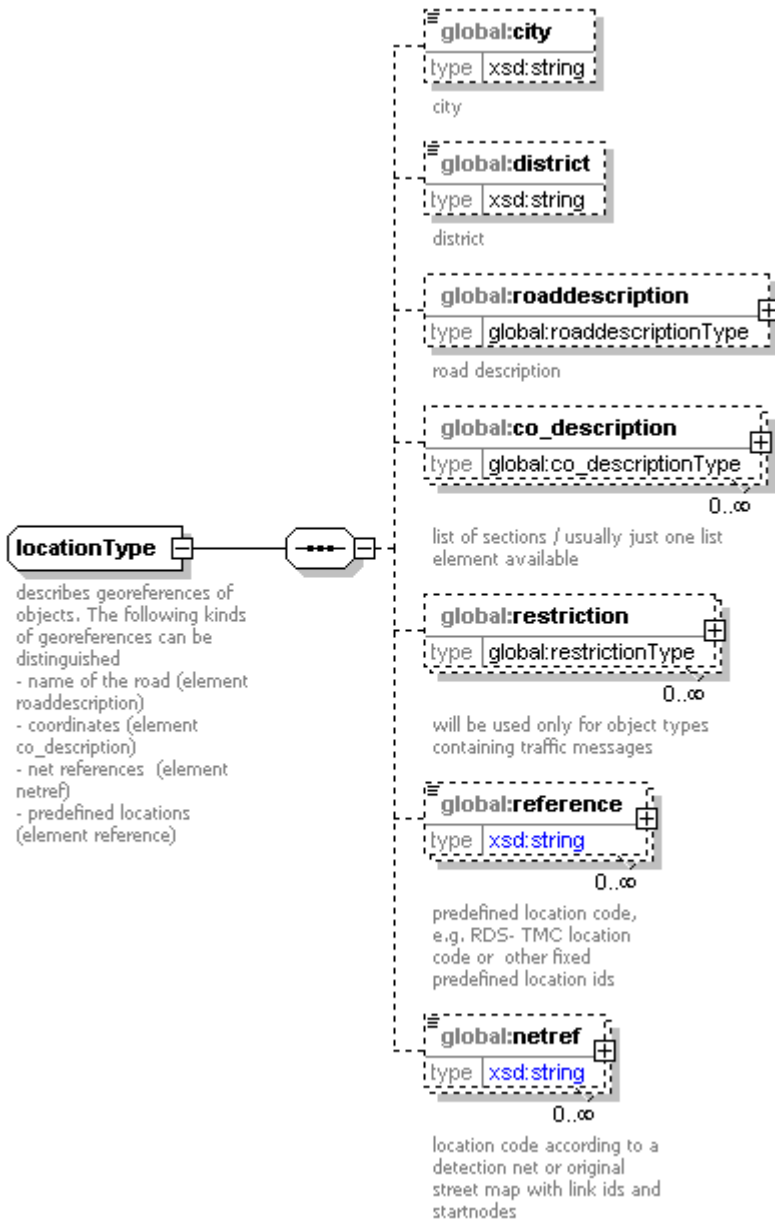 global:city
type xsd:string
city
global:district
type xsd:string
district
global:roaddescription
type global:roaddescriptionType
road description
global:co_description
type global:co_descriptionType
0..∞
list of sections / usually just one list
element available
locationType
describes georeferences of
objects. The following kinds
of georeferences can be
distinguished
- name of the road (element
roaddescription)
- coordinates (element
co_description)
- net references  (element
netref)
- predefined locations
(element reference)
global:restriction
type global:restrictionType
0..∞
will be used only for object types
containing traffic messages
global:reference
type xsd:string
0..∞
predefined location code,
e.g. RDS- TMC location
code or  other fixed
predefined location ids
global:netref
type xsd:string
0..∞
location code according to a
detection net or original
street map with link ids and
startnodes